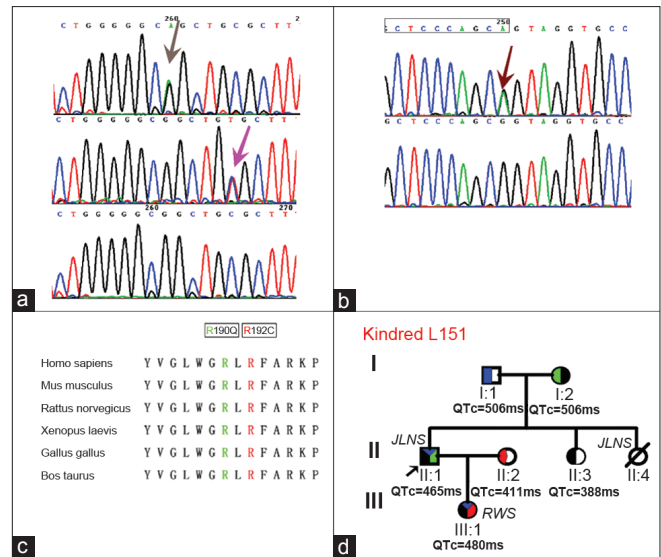 260
C T G G G G G C A G C T G C G C T T 2
C T G G G G G C G G C T G T G C T T
C T G G G G G C G G C T G C G C T T
260 270
a
250
G C T C C C A G C A G T A G G T G C C
G C T C C C A G C G G T A G G T G C C
b
R190Q R192C
Homo sapiens Y V G L W G R L R F A R K P
Mus musculus Y V G L W G R L R F A R K P
Rattus norvegicus Y V G L W G R L R F A R K P
Xenopus laevis Y V G L W G R L R F A R K P
Gallus gallus Y V G L W G R L R F A R K P
Bos taurus Y V G L W G R L R F A R K P
c
Kindred L151
I
I:1 I:2
QTc=506ms QTc=506ms
II JLNS JLNS
II:1 II:2 II:3 II:4
QTc=465ms QTc=411ms QTc=388ms
III
RWS
III:1
QTc=480ms
d